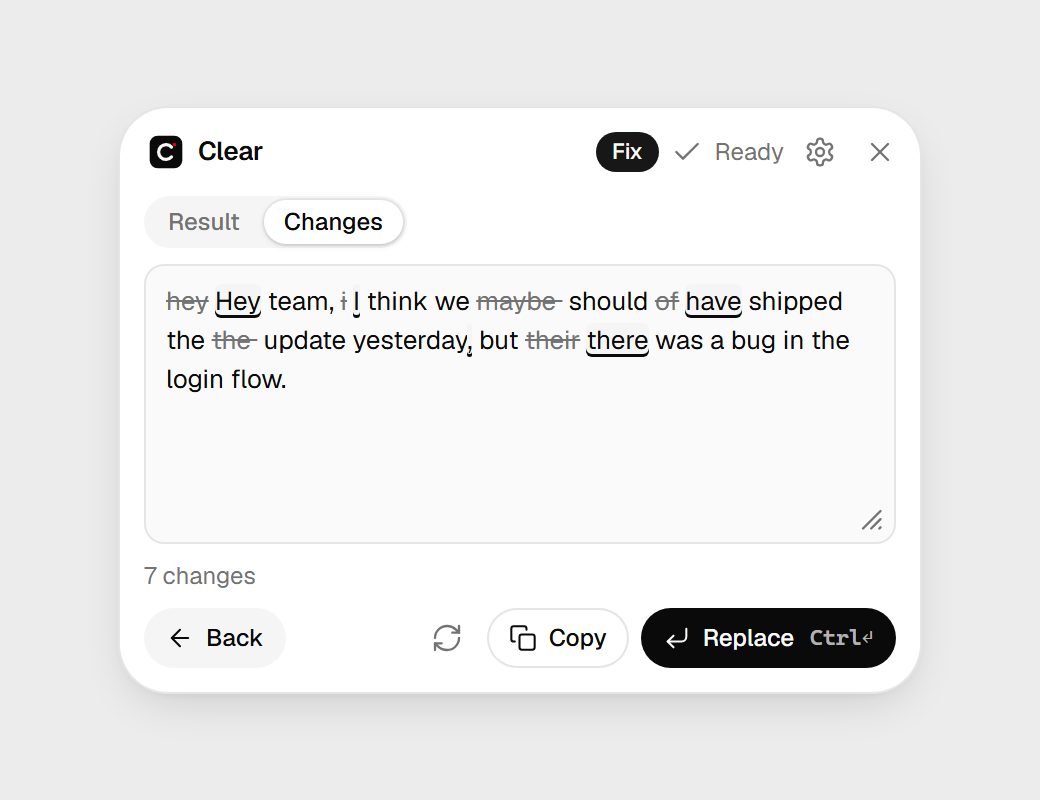 C Clear Fix Ready
Result Changes
hey Hey team, i I think we maybe should of have shipped
the the update yesterday, but their there was a bug in the
login flow.
7 changes
Back Copy Replace Ctrl↵